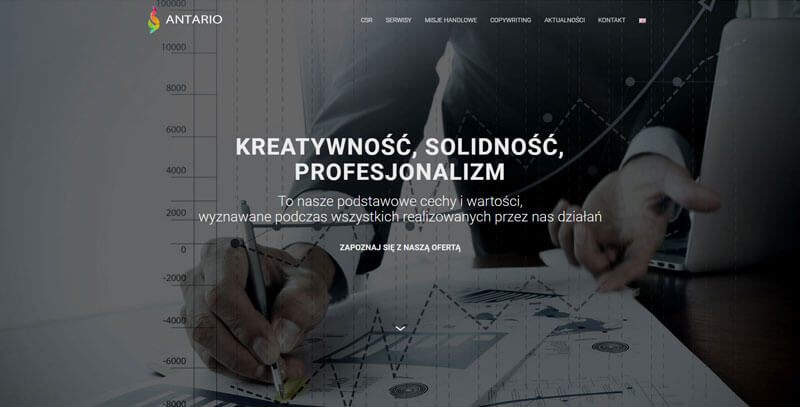 100000
ANTARIO
CSR SERWISY MISJE HANDLOWE COPYWRITING AKTUALNOŚCI KONTAKT
10000
8000
6000
KREATYWNOŚĆ, SOLIDNOŚĆ,
PROFESJONALIZM
4000
To nasze podstawowe cechy i wartości,
2000
wyznawane podczas wszystkich realizowanych przez nas działań
0
ZAPOZNAJ SIĘ Z NASZĄ OFERTĄ
-2000
-4000
-6000
-8000